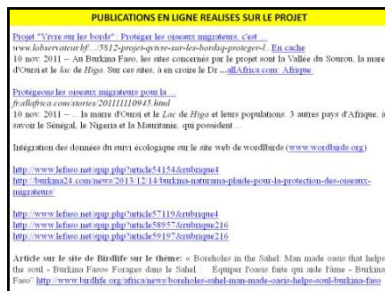 PUBLICATIONS EN LIGNE REALISES SUR LE PROJET
Projet "Vivre sur les bords" : Protéger les oiseaux migrateurs, c'est ...
www.lobservateur.bf/.../5812-projet-qvivre-sur-les-bordsq-proteger-l...En cache
10 nov. 2011 – Au Burkina Faso, les sites concernés par le projet sont la Vallée du Sourou, la mare
d'Oursi et le lac de Higa. Sur ces sites, à en croire le Dr ...allAfrica.com: Afrique
Protégeons les oiseaux migrateurs pour la ...
fr.allafrica.com/stories/201111110945.html
10 nov. 2011 – ... la marre d'Oursi et le Lac de Higa et leurs populations. 3 autres pays d'Afrique, à
savoir le Sénégal, le Nigeria et la Mauritanie, qui possèdent ...
Intégration des données du suivi écologique sur le site web de wordlbirds (www.wordbirds.org)
http://www.lefaso.net/spip.php?article54154&rubrique4
http://burkina24.com/news/2013/12/14/burkina-naturama-plaide-pour-la-protection-des-oiseaux-
migrateurs/
http://www.lefaso.net/spip.php?article57119&rubrique4
http://www.lefaso.net/spip.php?article58957&rubrique216
http://www.lefaso.net/spip.php?article59197&rubrique216
Article sur le site de Birdlife sur le thème: « Boreholes in the Sahel: Man made oasis that helps
the soul - Burkina Faso» Forages dans le Sahel : Equiper l'oasis faite qui aide l'âme - Burkina
Faso" http://www.birdlife.org/africa/news/boreholes-sahel-man-made-oasis-helps-soul-burkina-faso